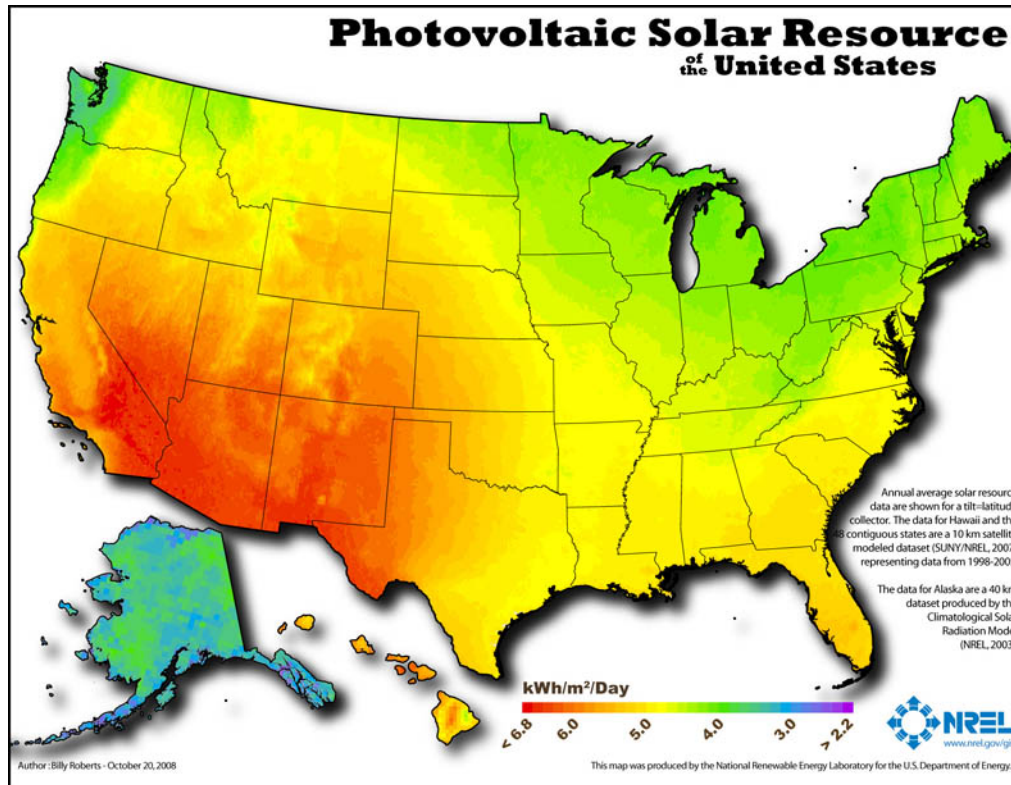 Photovoltaic Solar Resource
of the United States
Annual average solar resourc
data are shown for a tilt=latitud
collector. The data for Hawaii and th
48 contiguous states are a 10 km satellit
modeled dataset (SUNY/NREL, 2007
representing data from 1998-200
The data for Alaska are a 40 km
dataset produced by th
Climatological Sola
Radiation Mode
(NREL, 2003
kWh/m²/Day
< 6.8 6.0 5.0 4.0 3.0 > 2.2
NREL
www.nrel.gov/gi
Author : Billy Roberts - October 20, 2008
This map was produced by the National Renewable Energy Laboratory for the U.S. Department of Energy.